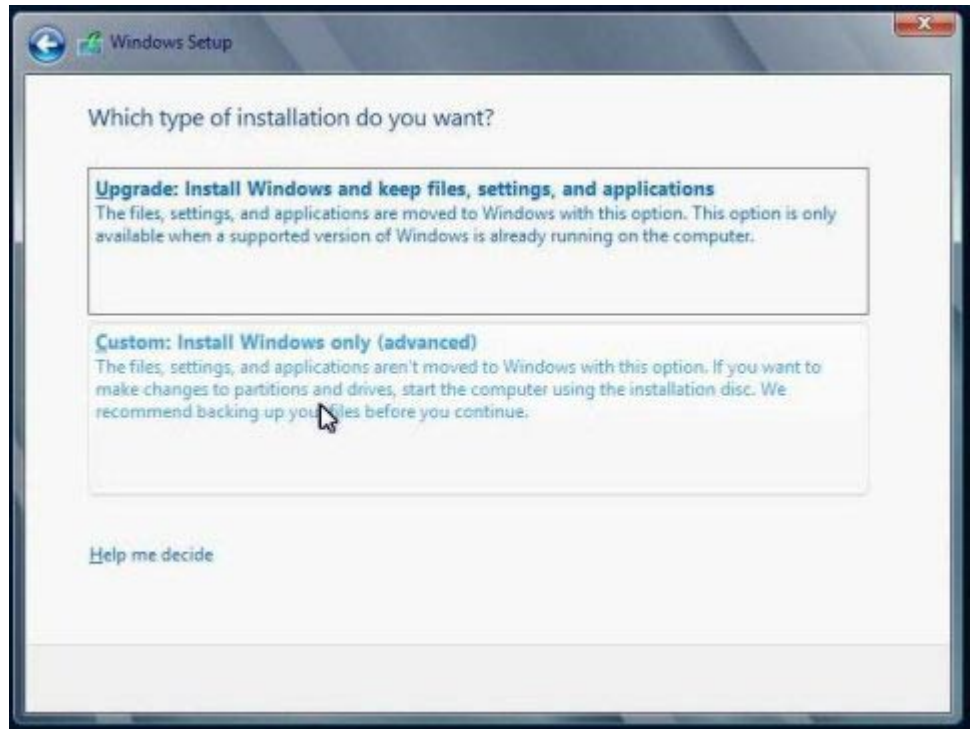 Windows Setup
Which type of installation do you want?
Upgrade: Install Windows and keep files, settings, and applications
The files, settings, and applications are moved to Windows with this option. This option is only
available when a supported version of Windows is already running on the computer.
Custom: Install Windows only (advanced)
The files, settings, and applications aren't moved to Windows with this option. If you want to
make changes to partitions and drives, start the computer using the installation disc. We
recommend backing up your files before you continue.
Help me decide